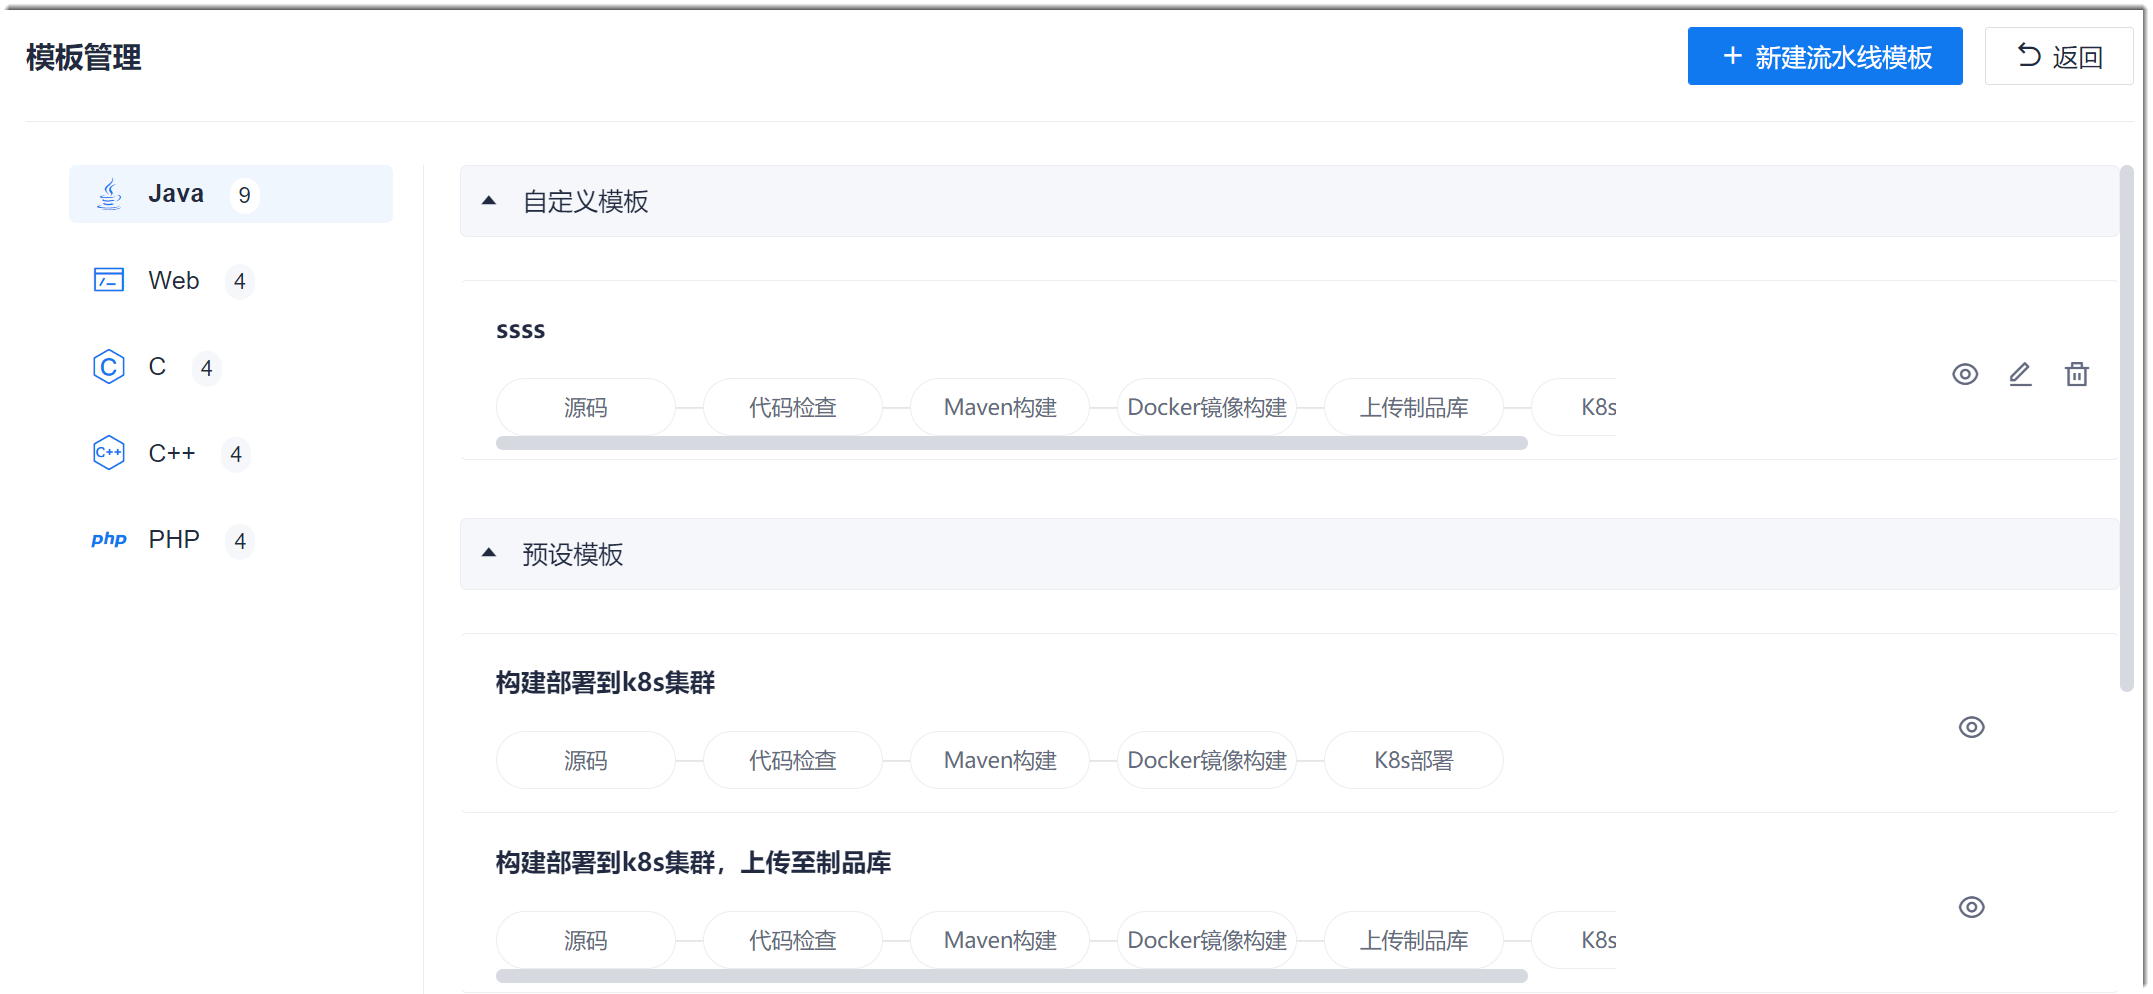 模板管理
+ 新建流水线模板
返回
Java 9
Web 4
C C 4
C++ C++ 4
php PHP 4
自定义模板
ssss
源码 代码检查 Maven构建 Docker镜像构建 上传制品库 K8s
预设模板
构建部署到k8s集群
源码 代码检查 Maven构建 Docker镜像构建 K8s部署
构建部署到k8s集群，上传至制品库
源码 代码检查 Maven构建 Docker镜像构建 上传制品库 K8s